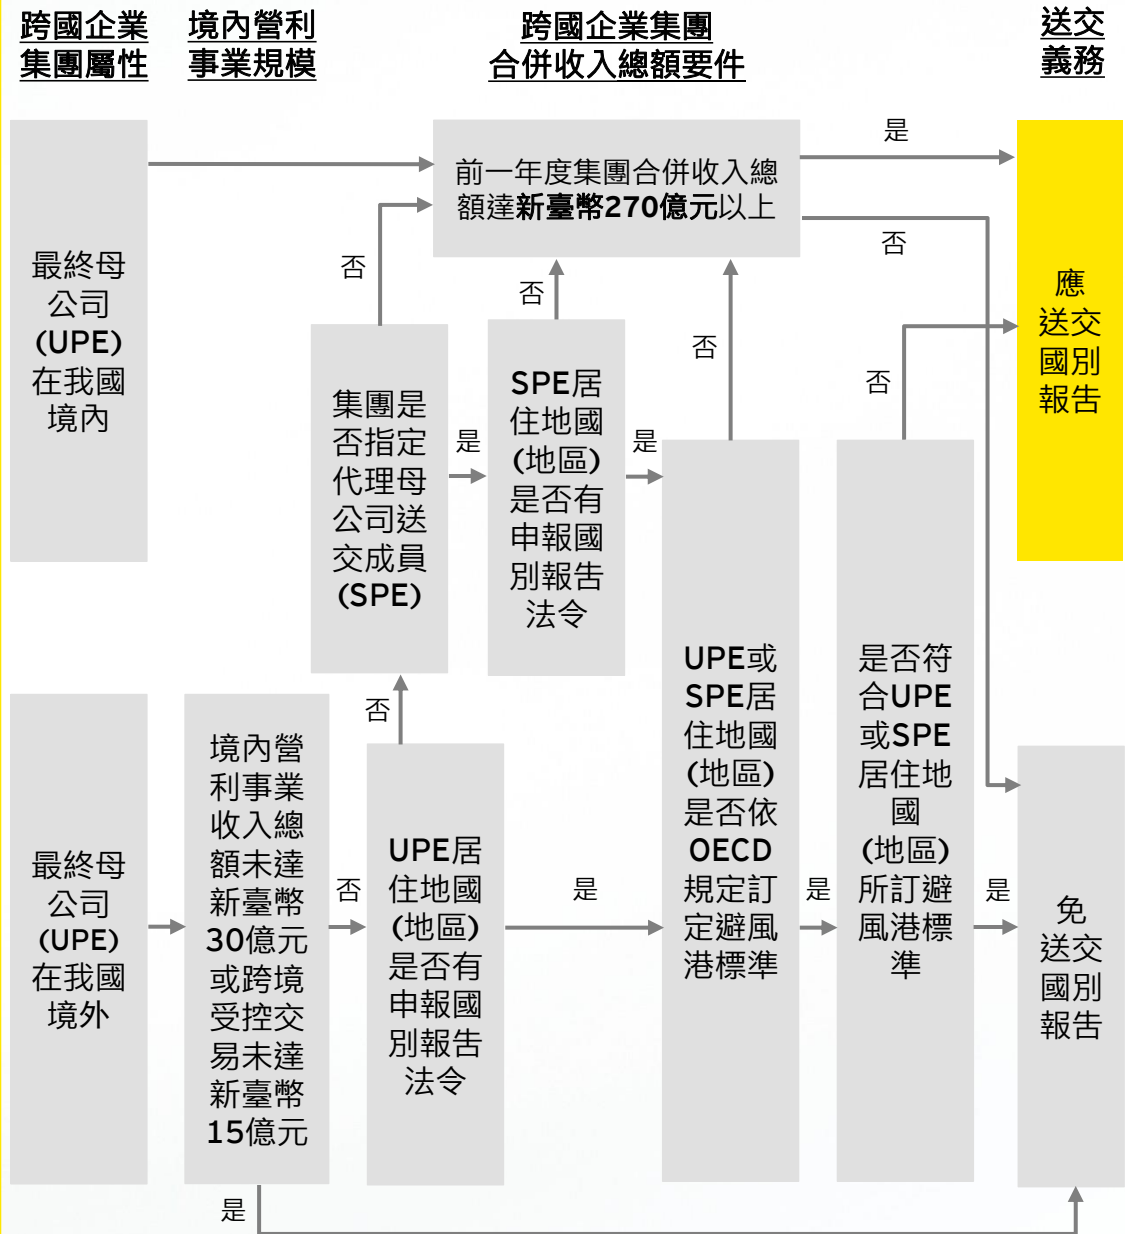 跨國企業
集團屬性
境內營利
事業規模
跨國企業集團
合併收入總額要件
送交
義務
最終母
公司
(UPE)
在我國
境內
前一年度集團合併收入總
額達新臺幣270億元以上
是
否
應
送交
國別
報告
否
否
否
否
集團是
否指定
代理母
公司送
交成員
(SPE)
是
SPE居
住地國
(地區)
是否有
申報國
別報告
法令
是
最終母
公司
(UPE)
在我國
境外
境內營
利事業
收入總
額未達
新臺幣
30億元
或跨境
受控交
易未達
新臺幣
15億元
否
否
UPE居
住地國
(地區)
是否有
申報國
別報告
法令
是
UPE或
SPE居
住地國
(地區)
是否依
OECD
規定訂
定避風
港標準
是
是否符
合UPE
或SPE
居住地
國
(地區)
所訂避
風港標
準
是
免
送交
國別
報告
是